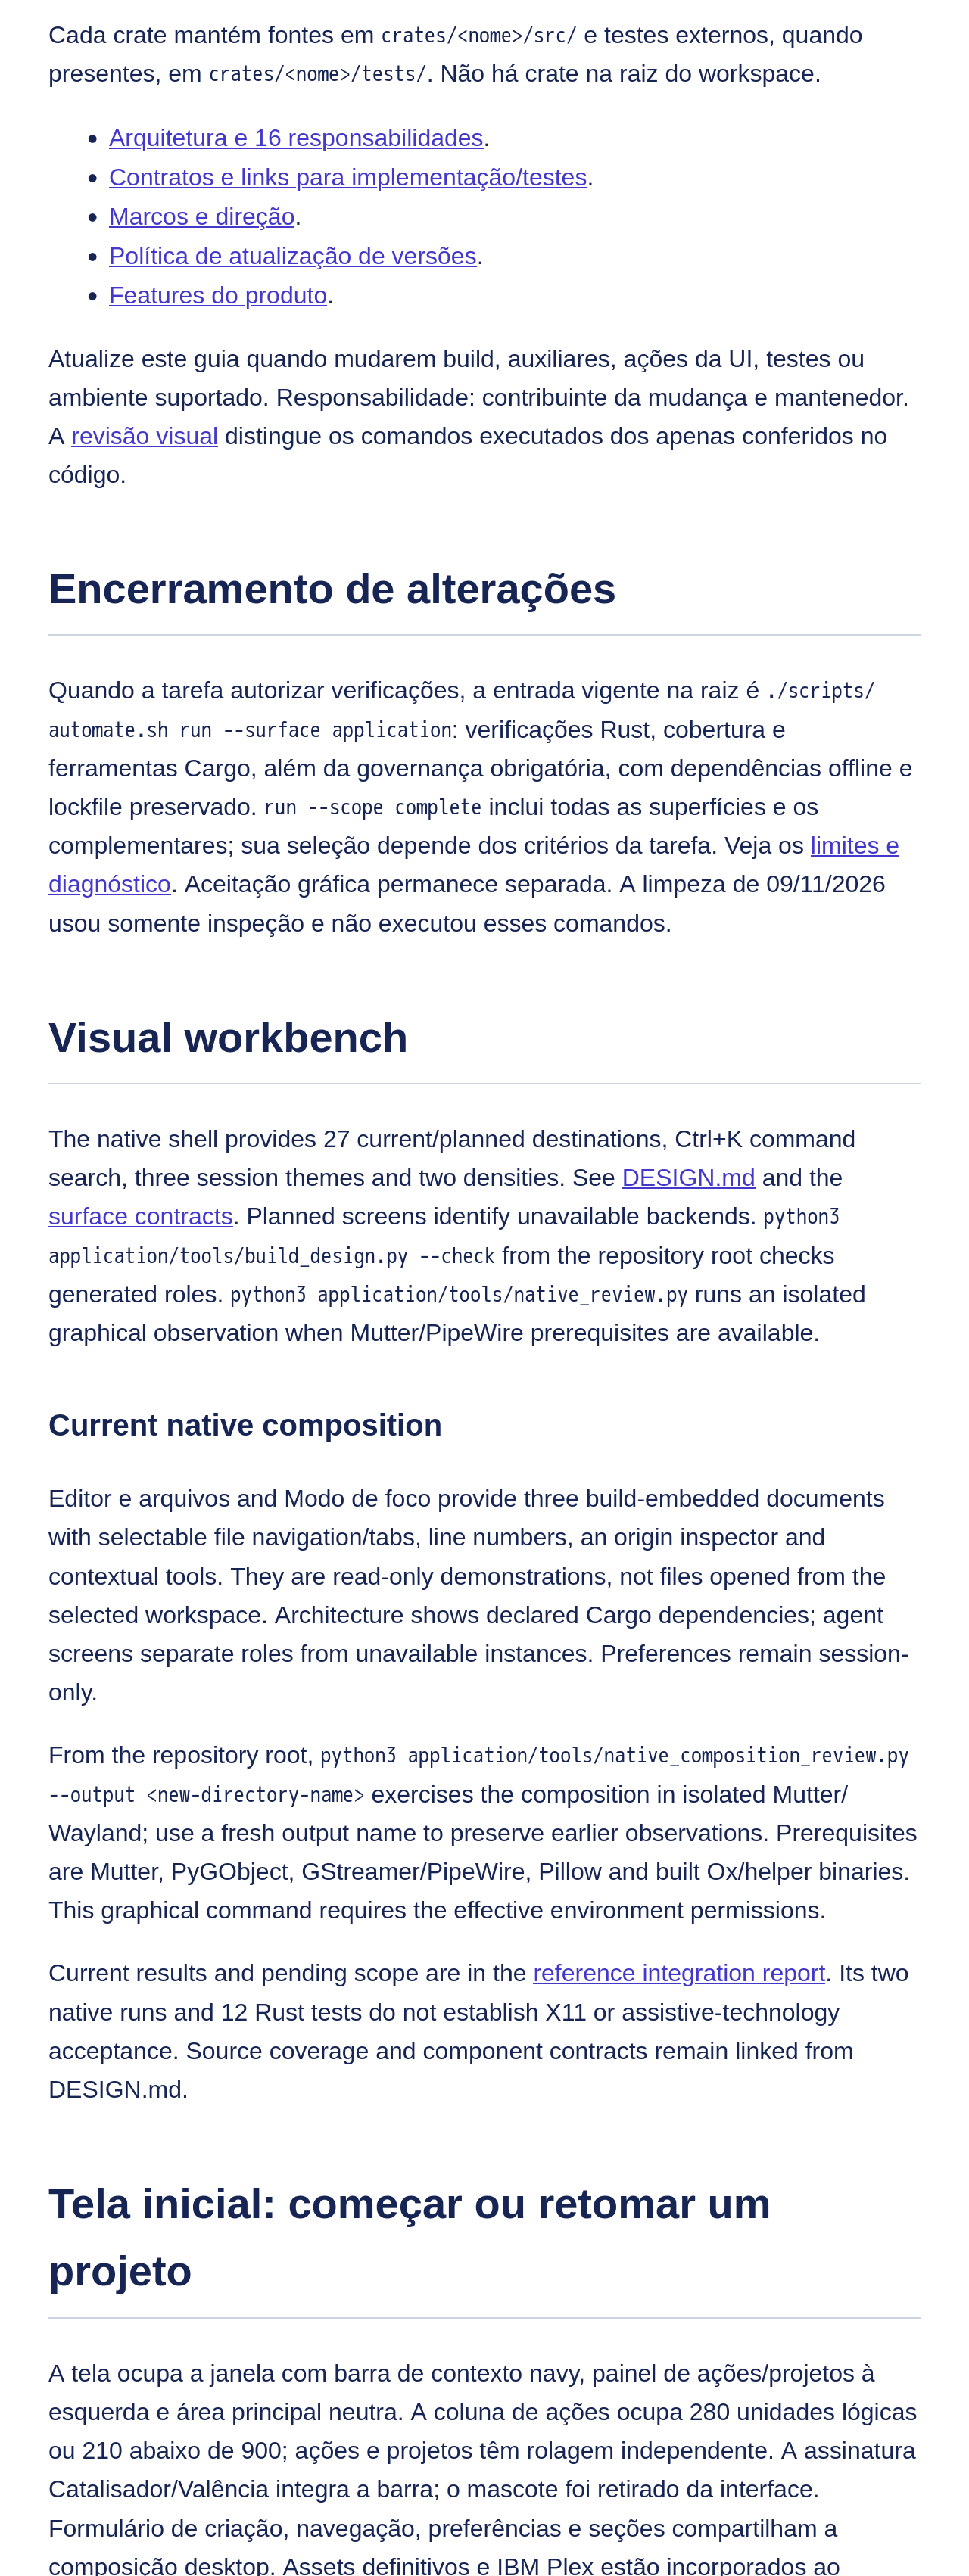 Cada crate mantém fontes em crates/<nome>/src/ e testes externos, quando
presentes, em crates/<nome>/tests/. Não há crate na raiz do workspace.
• Arquitetura e 16 responsabilidades.
• Contratos e links para implementação/testes.
• Marcos e direção.
• Política de atualização de versões.
• Features do produto.
Atualize este guia quando mudarem build, auxiliares, ações da UI, testes ou
ambiente suportado. Responsabilidade: contribuinte da mudança e mantenedor.
A revisão visual distingue os comandos executados dos apenas conferidos no
código.
Encerramento de alterações
Quando a tarefa autorizar verificações, a entrada vigente na raiz é ./scripts/
automate.sh run --surface application: verificações Rust, cobertura e
ferramentas Cargo, além da governança obrigatória, com dependências offline e
lockfile preservado. run --scope complete inclui todas as superfícies e os
complementares; sua seleção depende dos critérios da tarefa. Veja os limites e
diagnóstico. Aceitação gráfica permanece separada. A limpeza de 09/11/2026
usou somente inspeção e não executou esses comandos.
Visual workbench
The native shell provides 27 current/planned destinations, Ctrl+K command
search, three session themes and two densities. See DESIGN.md and the
surface contracts. Planned screens identify unavailable backends. python3
application/tools/build_design.py --check from the repository root checks
generated roles. python3 application/tools/native_review.py runs an isolated
graphical observation when Mutter/PipeWire prerequisites are available.
Current native composition
Editor e arquivos and Modo de foco provide three build-embedded documents
with selectable file navigation/tabs, line numbers, an origin inspector and
contextual tools. They are read-only demonstrations, not files opened from the
selected workspace. Architecture shows declared Cargo dependencies; agent
screens separate roles from unavailable instances. Preferences remain session-
only.
From the repository root, python3 application/tools/native_composition_review.py
--output <new-directory-name> exercises the composition in isolated Mutter/
Wayland; use a fresh output name to preserve earlier observations. Prerequisites
are Mutter, PyGObject, GStreamer/PipeWire, Pillow and built Ox/helper binaries.
This graphical command requires the effective environment permissions.
Current results and pending scope are in the reference integration report. Its two
native runs and 12 Rust tests do not establish X11 or assistive-technology
acceptance. Source coverage and component contracts remain linked from
DESIGN.md.
Tela inicial: começar ou retomar um
projeto
A tela ocupa a janela com barra de contexto navy, painel de ações/projetos à
esquerda e área principal neutra. A coluna de ações ocupa 280 unidades lógicas
ou 210 abaixo de 900; ações e projetos têm rolagem independente. A assinatura
Catalisador/Valência integra a barra; o mascote foi retirado da interface.
Formulário de criação, navegação, preferências e seções compartilham a
composição desktop. Assets definitivos e IBM Plex estão incorporados ao